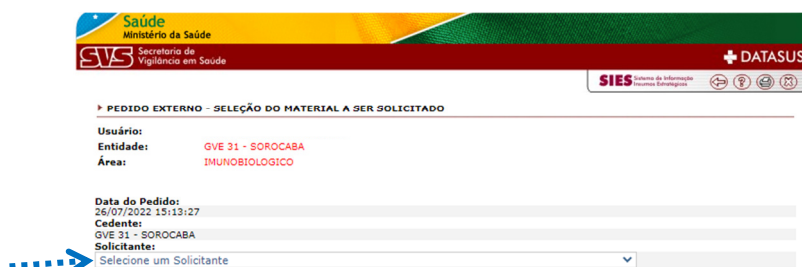 Saúde
Ministério da Saúde
SVS Secretaria de Vigilância em Saúde
DATASUS
SIES Sistema de Informação Insumos Estratégicos
PEDIDO EXTERNO - SELEÇÃO DO MATERIAL A SER SOLICITADO
Usuário:
Entidade: GVE 31 - SOROCABA
Área: IMUNOBIOLOGICO
Data do Pedido:
26/07/2022 15:13:27
Cedente:
GVE 31 - SOROCABA
Solicitante:
Selecione um Solicitante